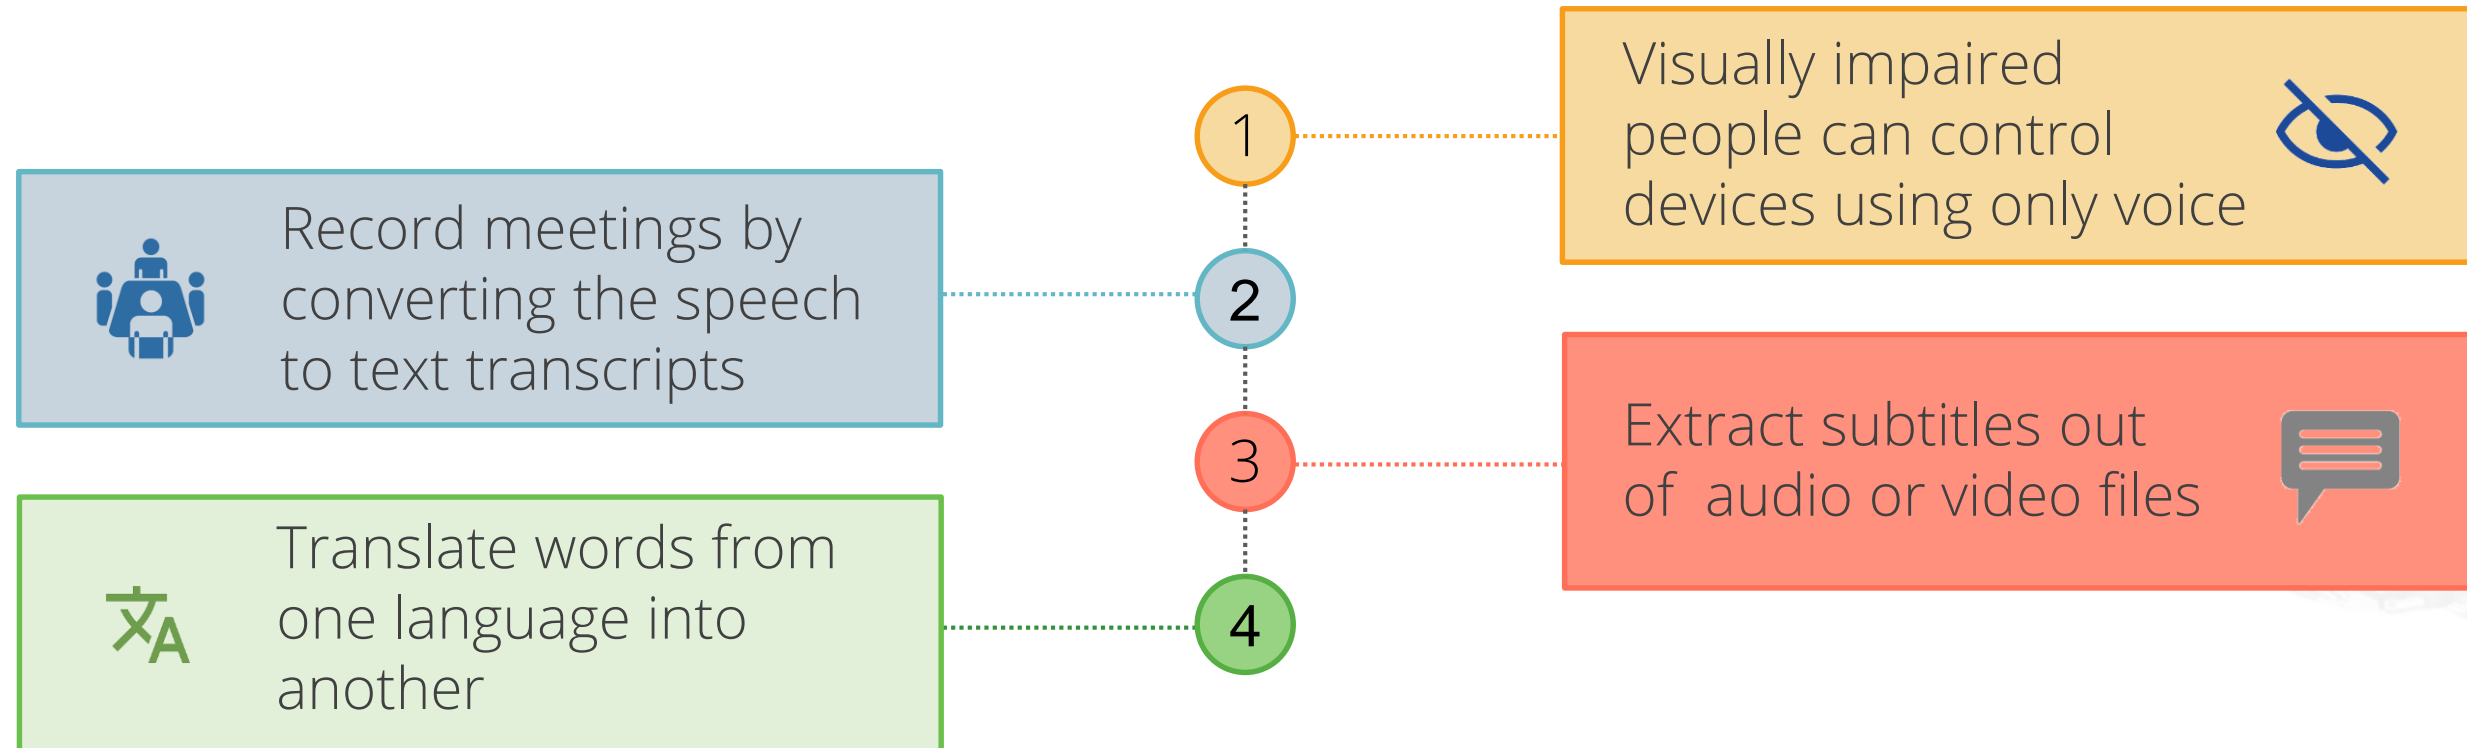 1
Visually impaired
people can control
devices using only voice
2
Record meetings by
converting the speech
to text transcripts
3
Extract subtitles out
of  audio or video files
4
Translate words from
one language into
another